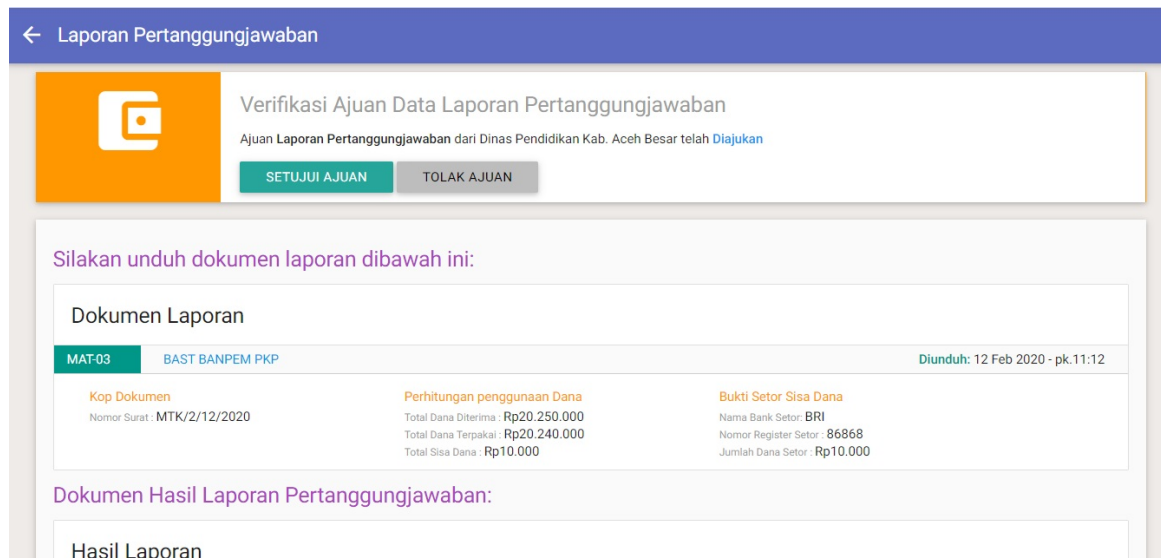 Laporan Pertanggungjawaban
Verifikasi Ajuan Data Laporan Pertanggungjawaban
Ajuan Laporan Pertanggungjawaban dari Dinas Pendidikan Kab. Aceh Besar telah Diajukan
SETUJUI AJUAN TOLAK AJUAN
Silakan unduh dokumen laporan dibawah ini:
Dokumen Laporan
MAT-03 BAST BANPEM PKP Diunduh: 12 Feb 2020 - pk.11:12
Kop Dokumen Perhitungan penggunaan Dana Bukti Setor Sisa Dana
Nomor Surat : MTK/2/12/2020 Total Dana Diterima : Rp20.250.000 Nama Bank Setor: BRI
Total Dana Terpakai : Rp20.240.000 Nomor Register Setor : 86868
Total Sisa Dana : Rp10.000 Jumlah Dana Setor : Rp10.000
Dokumen Hasil Laporan Pertanggungjawaban:
Hasil Laporan